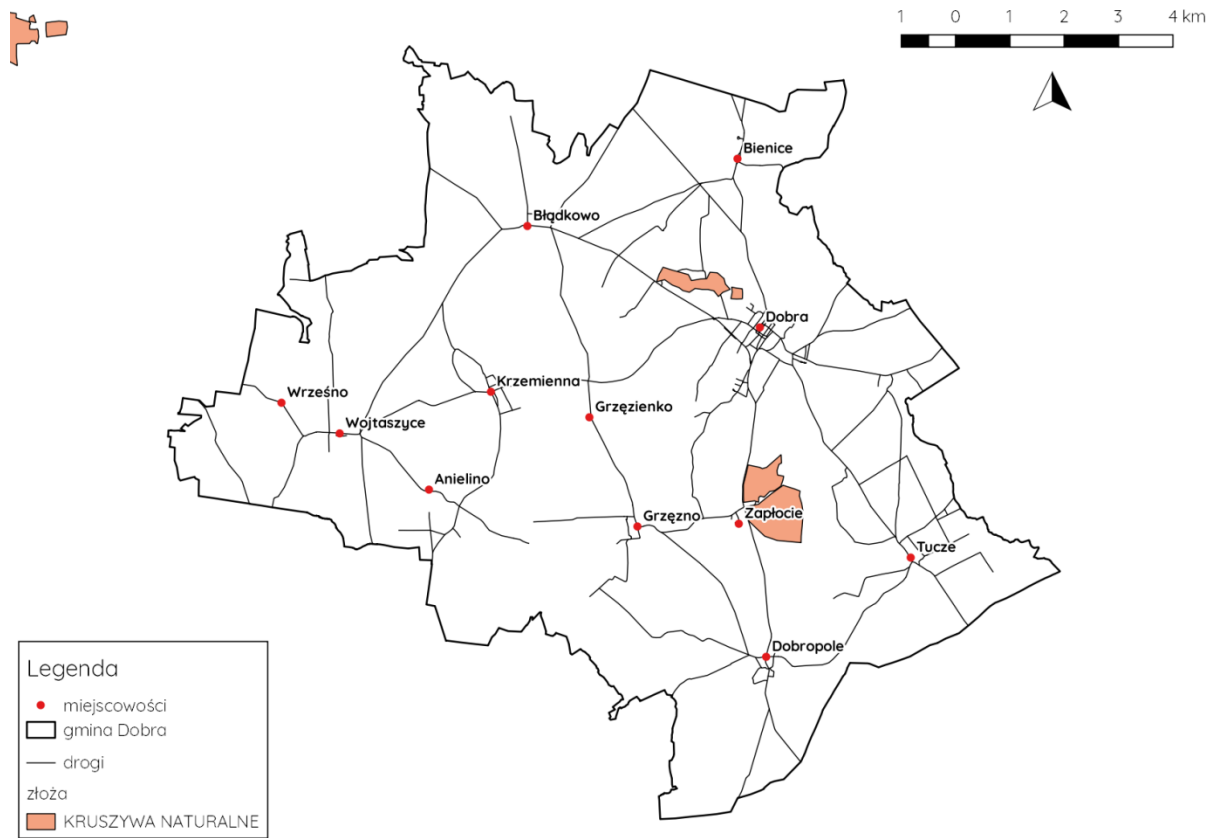 1 0 1 2 3 4 km
Bienice
Błądkowo
Dobra
Krzemienna
Wrześno
Grzęzienko
Wojtaszyce
Anielino
Grzęzno
Zapłocie
Tucze
Dobropole
Legenda
miejscowości
gmina Dobra
drogi
złoża
KRUSZYWA NATURALNE